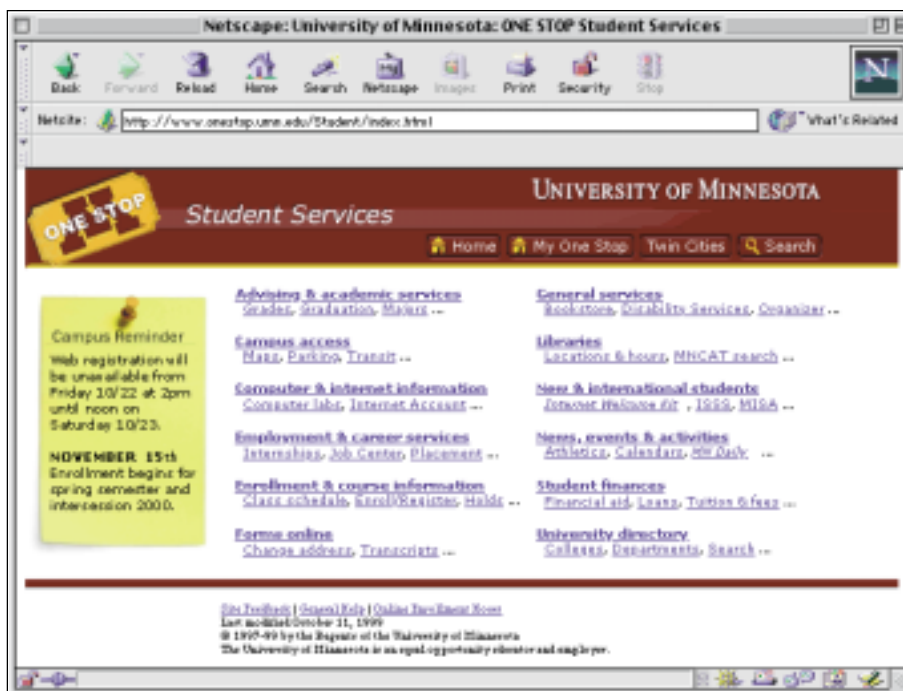 Netscape: University of Minnesota: ONE STOP Student Services
Back Forward Reload Home Search Netscape Images Print Security Stop
N
Netsite: http://www.onestop.umn.edu/Student/index.html What's Related
UNIVERSITY OF MINNESOTA
ONE STOP Student Services
Home My One Stop Twin Cities Search
Campus Reminder
Web registration will
be unavailable from
Friday 10/22 at 2pm
until noon on
Saturday 10/23.
NOVEMBER 15th
Enrollment begins for
spring semester and
intersession 2000.
Advising & academic services
Grades, Graduation, Majors ...
Campus access
Maps, Parking, Transit ...
Computer & internet information
Computer labs, Internet Account ...
Employment & career services
Internships, Job Center, Placement ...
Enrollment & course information
Class schedule, Enroll/Register, Holds ...
Forms online
Change address, Transcripts ...
General services
Bookstore, Disability Services, Organizer ...
Libraries
Locations & hours, MNCAT search ...
New & international students
Internet Welcome Kit , ISSS, MISA ...
News, events & activities
Athletics, Calendars, MN Daily ...
Student finances
Financial aid, Loans, Tuition & fees ...
University directory
Colleges, Departments, Search ...
Site Feedback | General Help | Online Enrollment Hours
Last modified October 11, 1999
© 1997-99 by the Regents of the University of Minnesota
The University of Minnesota is an equal opportunity educator and employer.